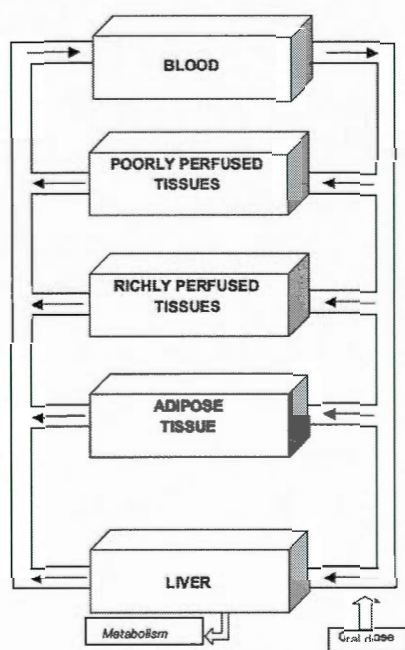 BLOOD
POORLY PERFUSED
TISSUES
RICHLY PERFUSED
TISSUES
ADIPOSE
TISSUE
LIVER
Metabolism
Oral dose